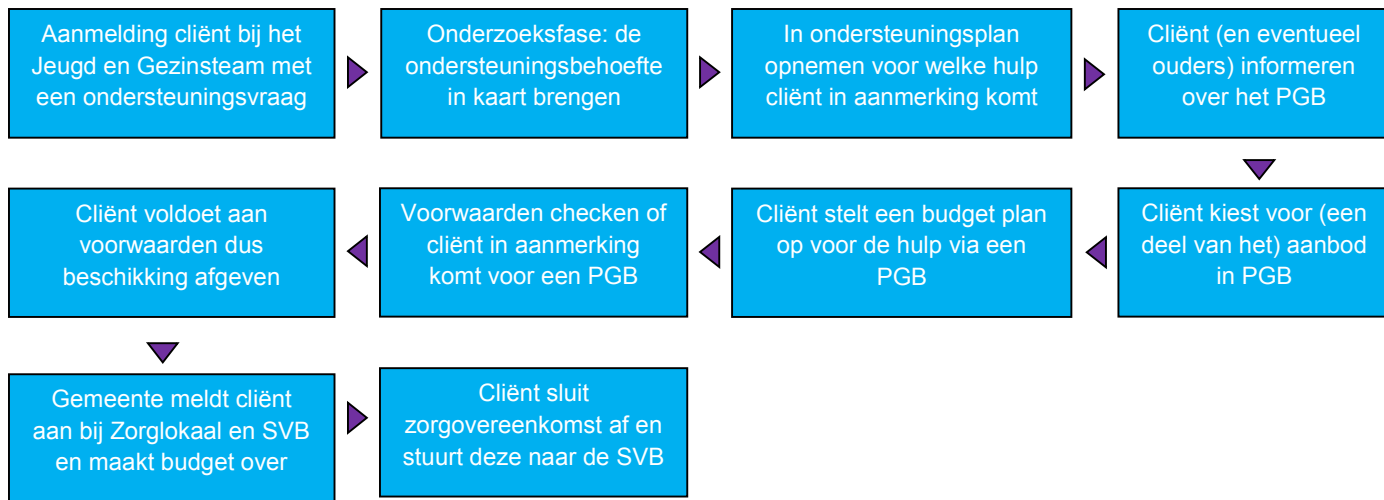 Aanmelding cliënt bij het
Jeugd en Gezinsteam met
een ondersteuningsvraag
Onderzoeksfase: de
ondersteuningsbehoefte
in kaart brengen
In ondersteuningsplan
opnemen voor welke hulp
cliënt in aanmerking komt
Cliënt (en eventueel
ouders) informeren
over het PGB
Cliënt kiest voor (een
deel van het) aanbod
in PGB
Cliënt stelt een budget plan
op voor de hulp via een
PGB
Voorwaarden checken of
cliënt in aanmerking
komt voor een PGB
Cliënt voldoet aan
voorwaarden dus
beschikking afgeven
Gemeente meldt cliënt
aan bij Zorglokaal en SVB
en maakt budget over
Cliënt sluit
zorgovereenkomst af en
stuurt deze naar de SVB